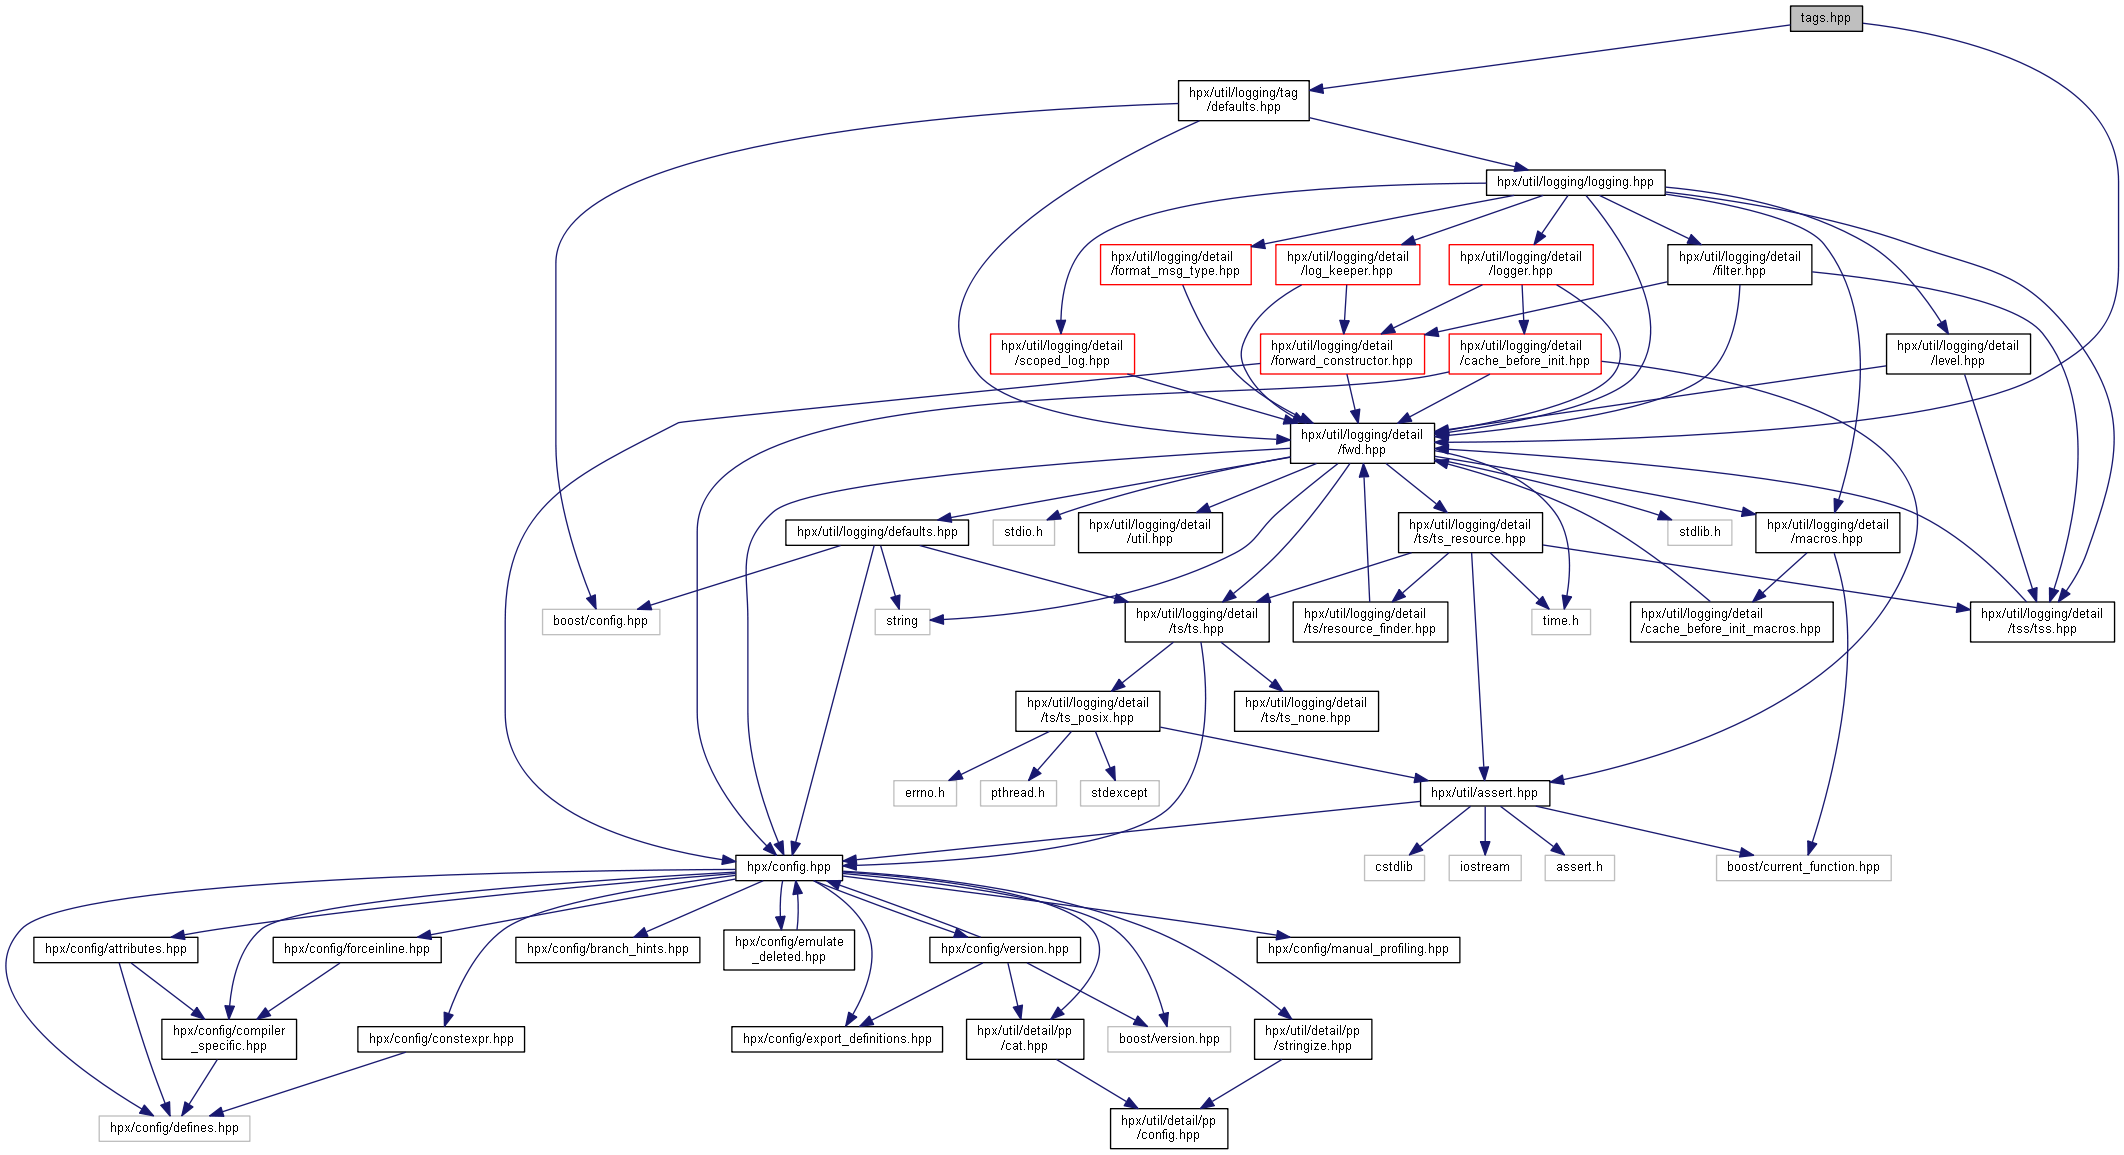 tags.hpp
hpx/util/logging/tag
/defaults.hpp
hpx/util/logging/logging.hpp
hpx/util/logging/detail
/format_msg_type.hpp
hpx/util/logging/detail
/log_keeper.hpp
hpx/util/logging/detail
/logger.hpp
hpx/util/logging/detail
/filter.hpp
hpx/util/logging/detail
/scoped_log.hpp
hpx/util/logging/detail
/forward_constructor.hpp
hpx/util/logging/detail
/cache_before_init.hpp
hpx/util/logging/detail
/level.hpp
hpx/util/logging/detail
/fwd.hpp
hpx/util/logging/defaults.hpp
stdio.h
hpx/util/logging/detail
/util.hpp
hpx/util/logging/detail
/ts/ts_resource.hpp
stdlib.h
hpx/util/logging/detail
/macros.hpp
boost/config.hpp
string
hpx/util/logging/detail
/ts/ts.hpp
hpx/util/logging/detail
/ts/resource_finder.hpp
time.h
hpx/util/logging/detail
/cache_before_init_macros.hpp
hpx/util/logging/detail
/tss/tss.hpp
hpx/util/logging/detail
/ts/ts_posix.hpp
hpx/util/logging/detail
/ts/ts_none.hpp
errno.h
pthread.h
stdexcept
hpx/util/assert.hpp
hpx/config.hpp
cstdlib
iostream
assert.h
boost/current_function.hpp
hpx/config/attributes.hpp
hpx/config/forceinline.hpp
hpx/config/branch_hints.hpp
hpx/config/emulate
_deleted.hpp
hpx/config/version.hpp
hpx/config/manual_profiling.hpp
hpx/config/compiler
_specific.hpp
hpx/config/constexpr.hpp
hpx/config/export_definitions.hpp
hpx/util/detail/pp
/cat.hpp
boost/version.hpp
hpx/util/detail/pp
/stringize.hpp
hpx/config/defines.hpp
hpx/util/detail/pp
/config.hpp